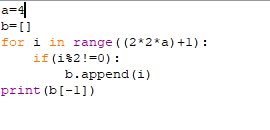 a=4
b=[]
for i in range((2*2*a)+1):
    if(i%2!=0):
        b.append(i)
print(b[-1])